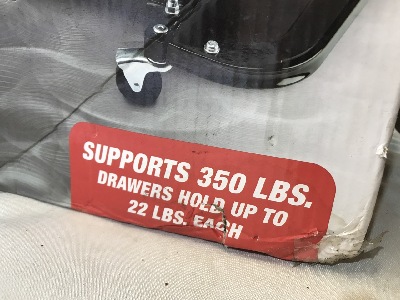 SUPPORTS 350 LBS.
DRAWERS HOLD UP TO
22 LBS. EACH